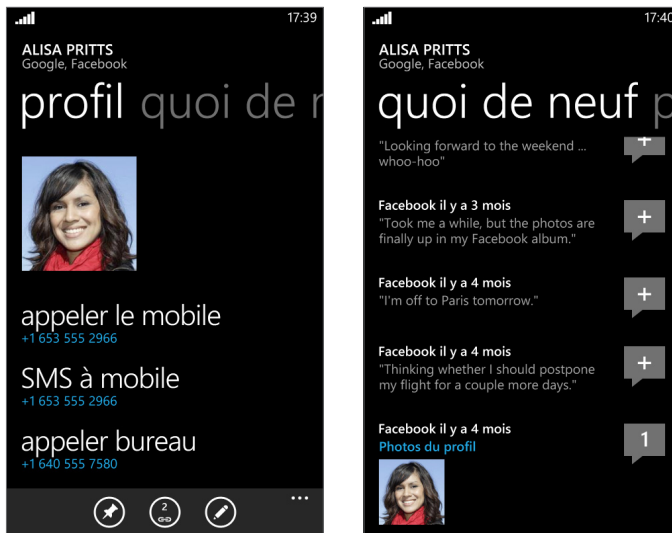 17:39
ALISA PRITTS
Google, Facebook
profil quoi de n
appeler le mobile
+1 653 555 2966
SMS à mobile
+1 653 555 2966
appeler bureau
+1 640 555 7580
2
17:40
ALISA PRITTS
Google, Facebook
quoi de neuf p
"Looking forward to the weekend ...
whoo-hoo"
Facebook il y a 3 mois
"Took me a while, but the photos are
finally up in my Facebook album."
Facebook il y a 4 mois
"I'm off to Paris tomorrow."
Facebook il y a 4 mois
"Thinking whether I should postpone
my flight for a couple more days."
Facebook il y a 4 mois
Photos du profil
1